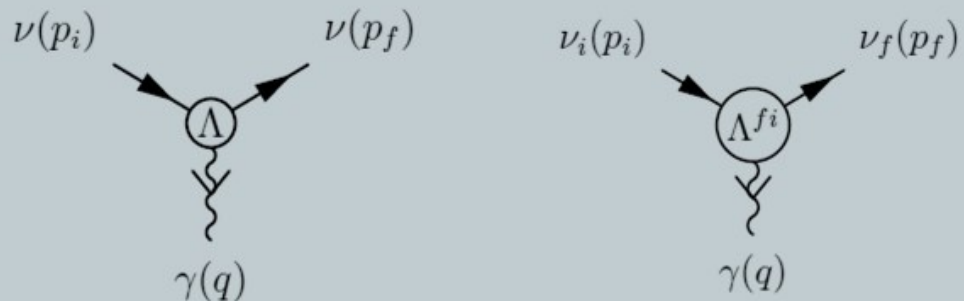 ν(p_i) ν(p_f) ν_i(p_i) ν_f(p_f)
Λ Λ^{fi}
γ(q) γ(q)